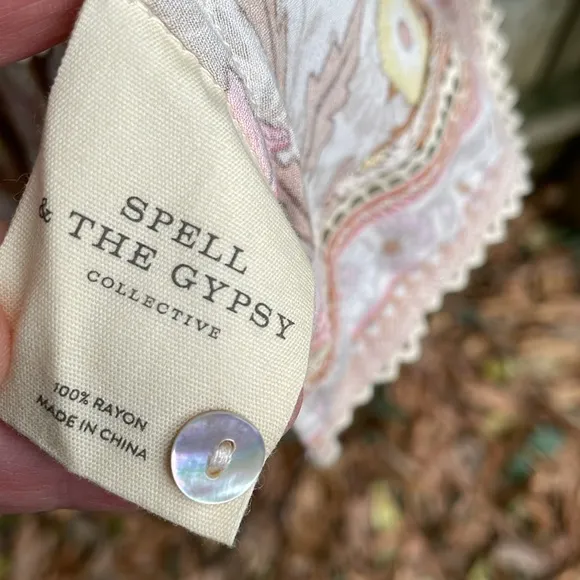 SPELL
& THE GYPSY
COLLECTIVE
100% RAYON
MADE IN CHINA